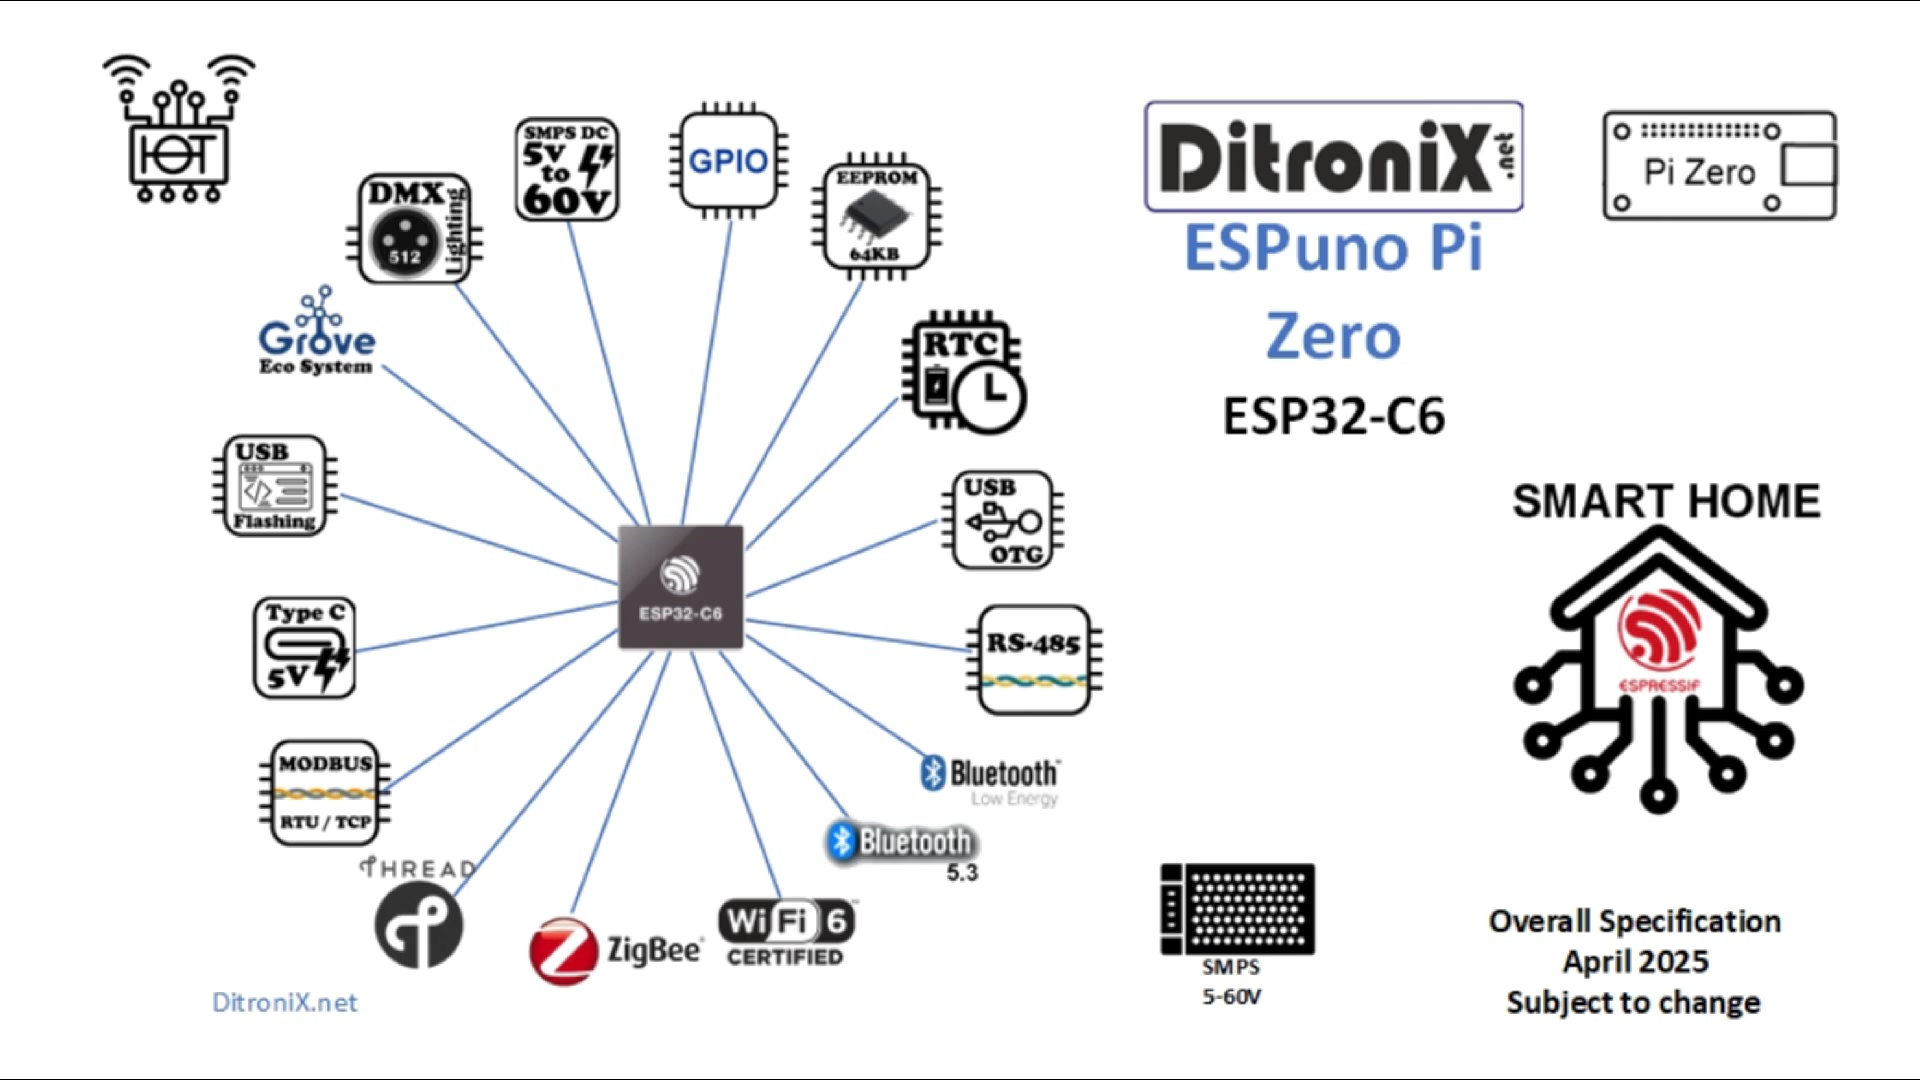 IOT
DMX
Lighting
512
SMPS DC
5V
to
60V
GPIO
EEPROM
64KB
RTC
Grove
Eco System
USB
Flashing
USB
OTG
Type C
5V
RS-485
MODBUS
RTU / TCP
ESP32-C6
Bluetooth™
Low Energy
Bluetooth
5.3
THREAD
ZigBee®
WiFi 6™
CERTIFIED
DitroniX.net
DitroniX.net
ESPuno Pi
Zero
ESP32-C6
Pi Zero
SMART HOME
ESPRESSIF
SMPS
5-60V
Overall Specification
April 2025
Subject to change